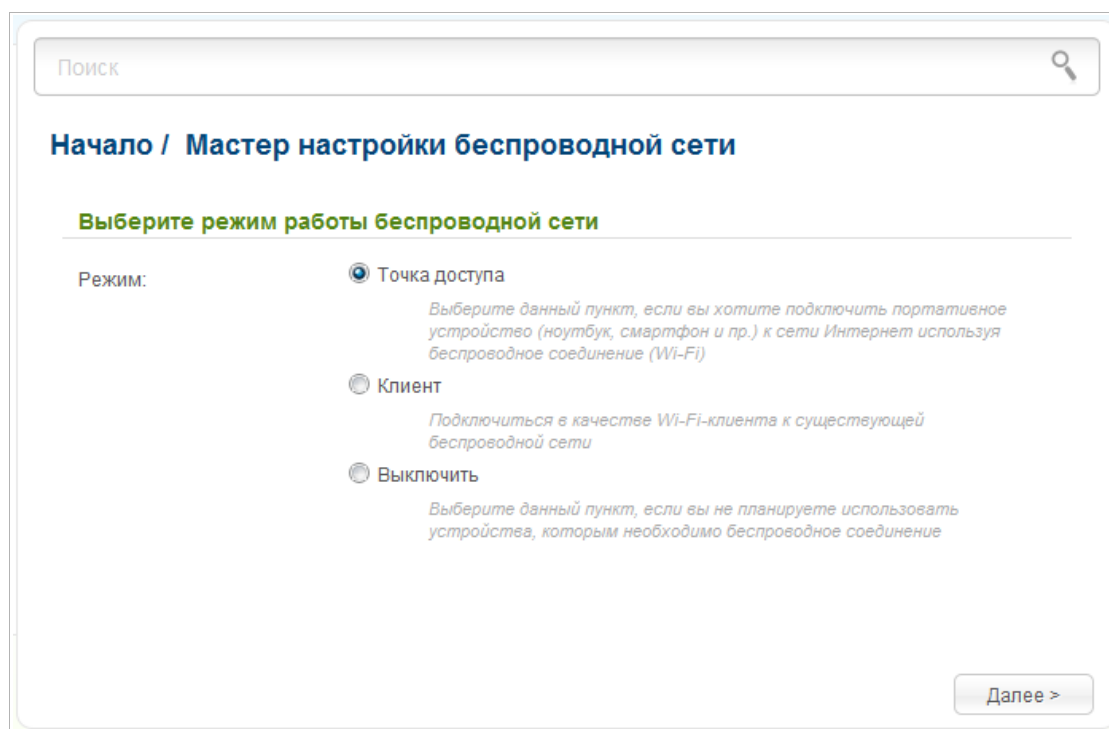 Поиск
Начало / Мастер настройки беспроводной сети
Выберите режим работы беспроводной сети
Режим:
Точка доступа
Выберите данный пункт, если вы хотите подключить портативное
устройство (ноутбук, смартфон и пр.) к сети Интернет используя
беспроводное соединение (Wi-Fi)
Клиент
Подключиться в качестве Wi-Fi-клиента к существующей
беспроводной сети
Выключить
Выберите данный пункт, если вы не планируете использовать
устройства, которым необходимо беспроводное соединение
Далее >